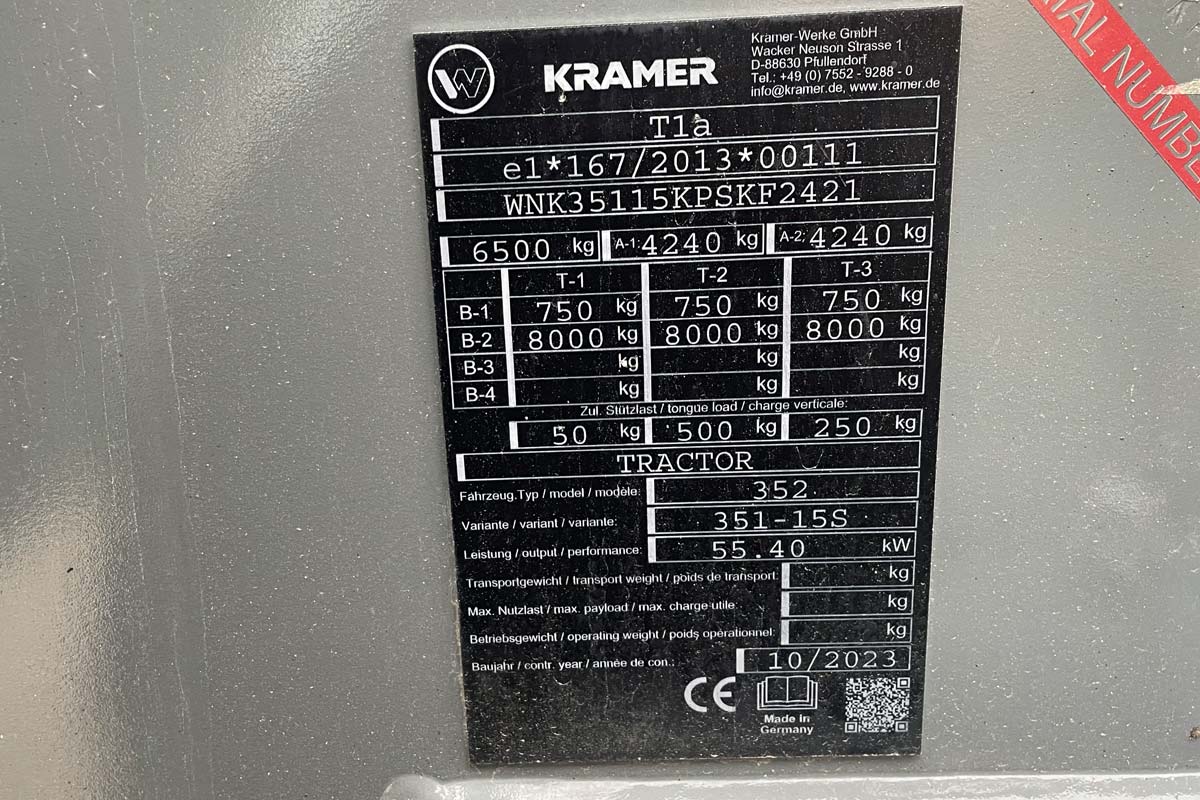 W
KRAMER
Kramer-Werke GmbH
Wacker Neuson Strasse 1
D-88630 Pfullendorf
Tel.: +49 (0) 7552 - 9288 - 0
info@kramer.de, www.kramer.de
T1a
e1*167/2013*00111
WNK35115KPSKF2421
6500 kg A-1: 4240 kg A-2: 4240 kg
T-1 T-2 T-3
B-1 750 kg 750 kg 750 kg
B-2 8000 kg 8000 kg 8000 kg
B-3 kg kg kg
B-4 kg kg kg
Zul. Stützlast / tongue load / charge verticale:
50 kg 500 kg 250 kg
TRACTOR
Fahrzeug.Typ / model / modèle: 352
Variante / variant / variante: 351-15S
Leistung / output / performance: 55.40 kW
Transportgewicht / transport weight / poids de transport: kg
Max. Nutzlast / max. payload / max. charge utile: kg
Betriebsgewicht / operating weight / poids opérationnel: kg
Baujahr / contr. year / année de con.: 10/2023
CE
Made in
Germany
NUMBE